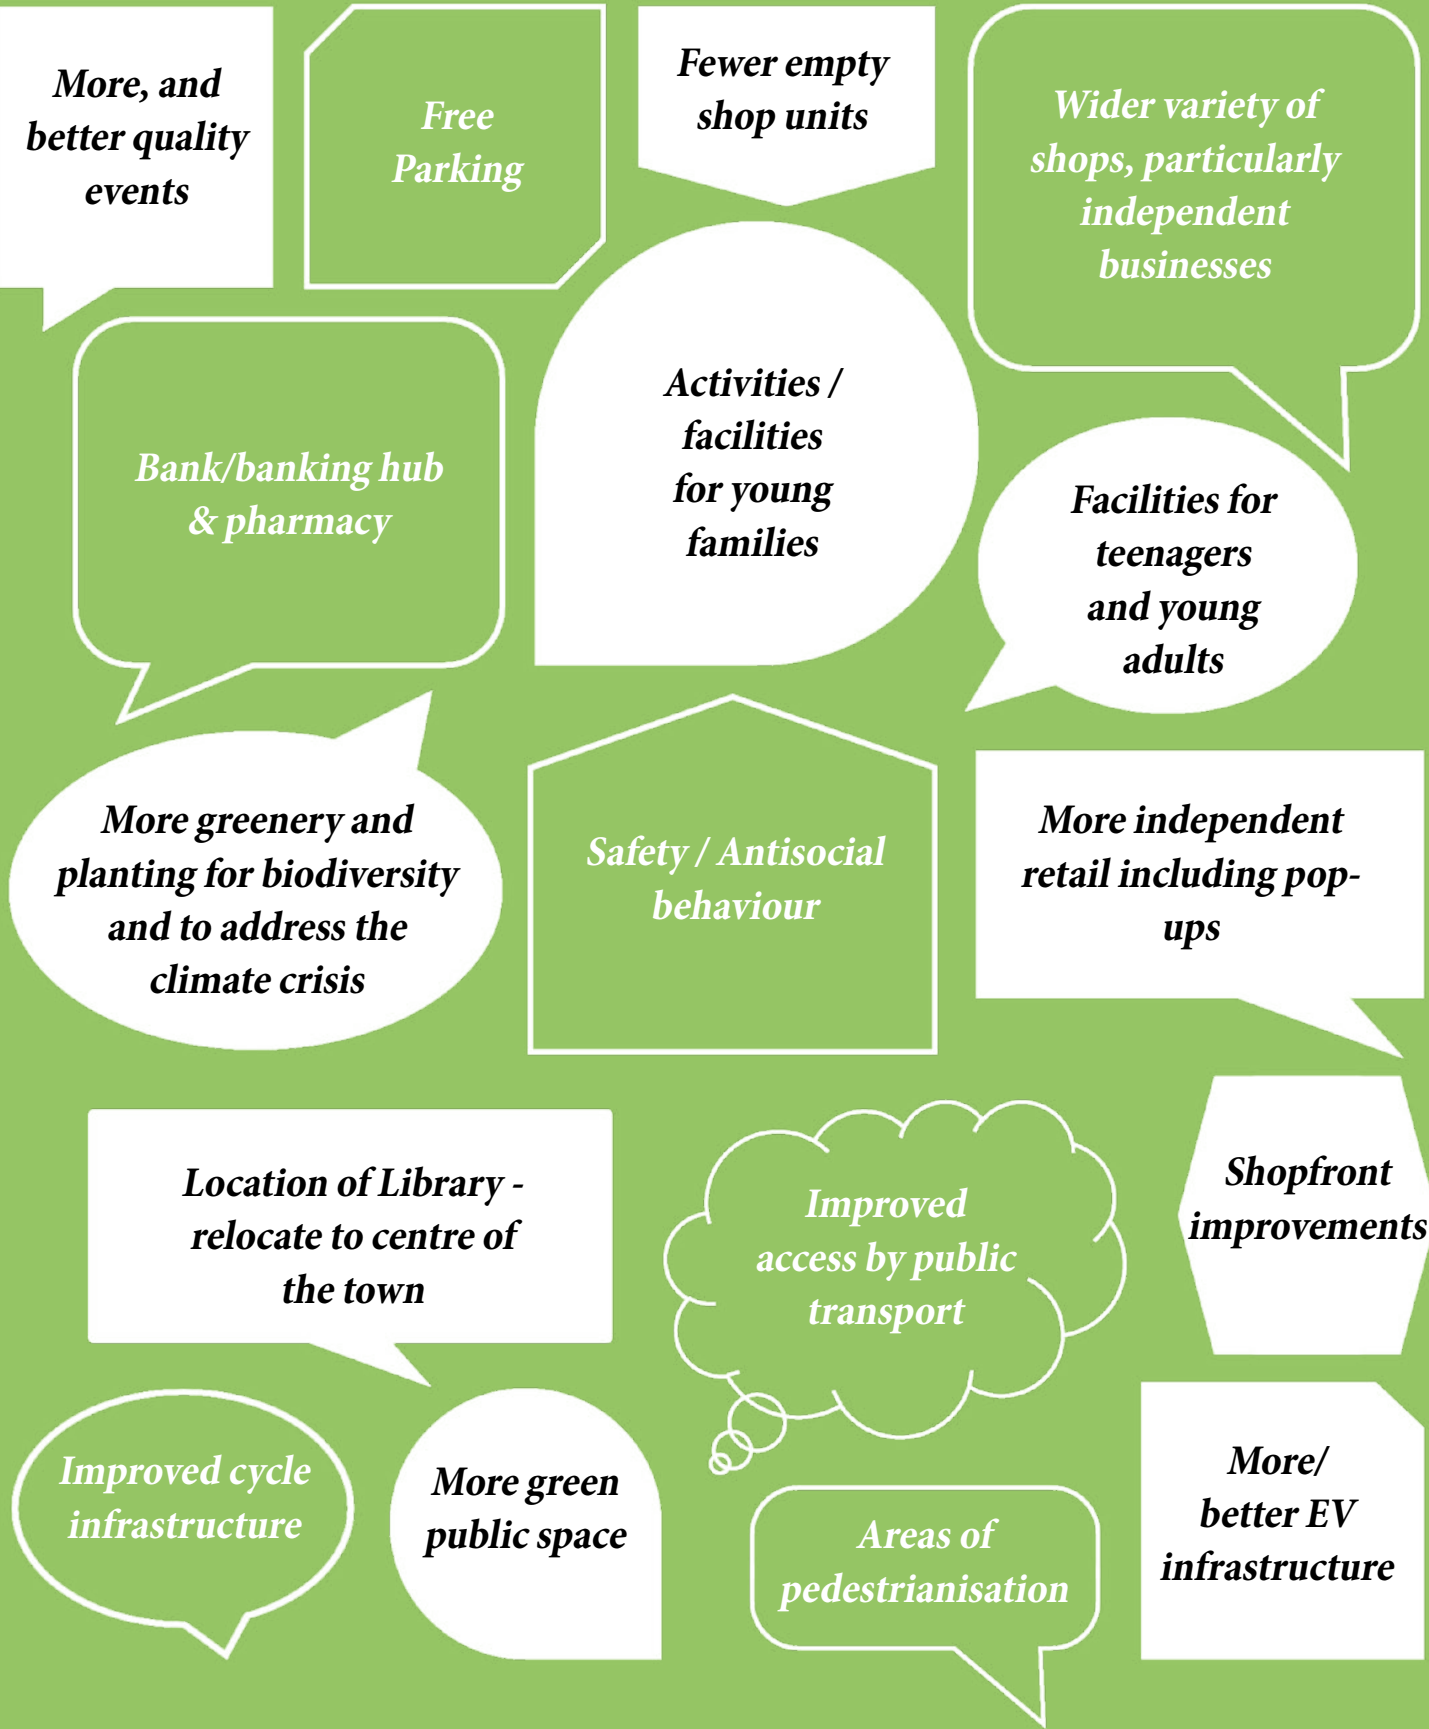 More, and
better quality
events
Free
Parking
Fewer empty
shop units
Wider variety of
shops, particularly
independent
businesses
Bank/banking hub
& pharmacy
Activities /
facilities
for young
families
Facilities for
teenagers
and young
adults
More greenery and
planting for biodiversity
and to address the
climate crisis
Safety / Antisocial
behaviour
More independent
retail including pop-
ups
Location of Library -
relocate to centre of
the town
Improved
access by public
transport
Shopfront
improvements
Improved cycle
infrastructure
More green
public space
Areas of
pedestrianisation
More/
better EV
infrastructure